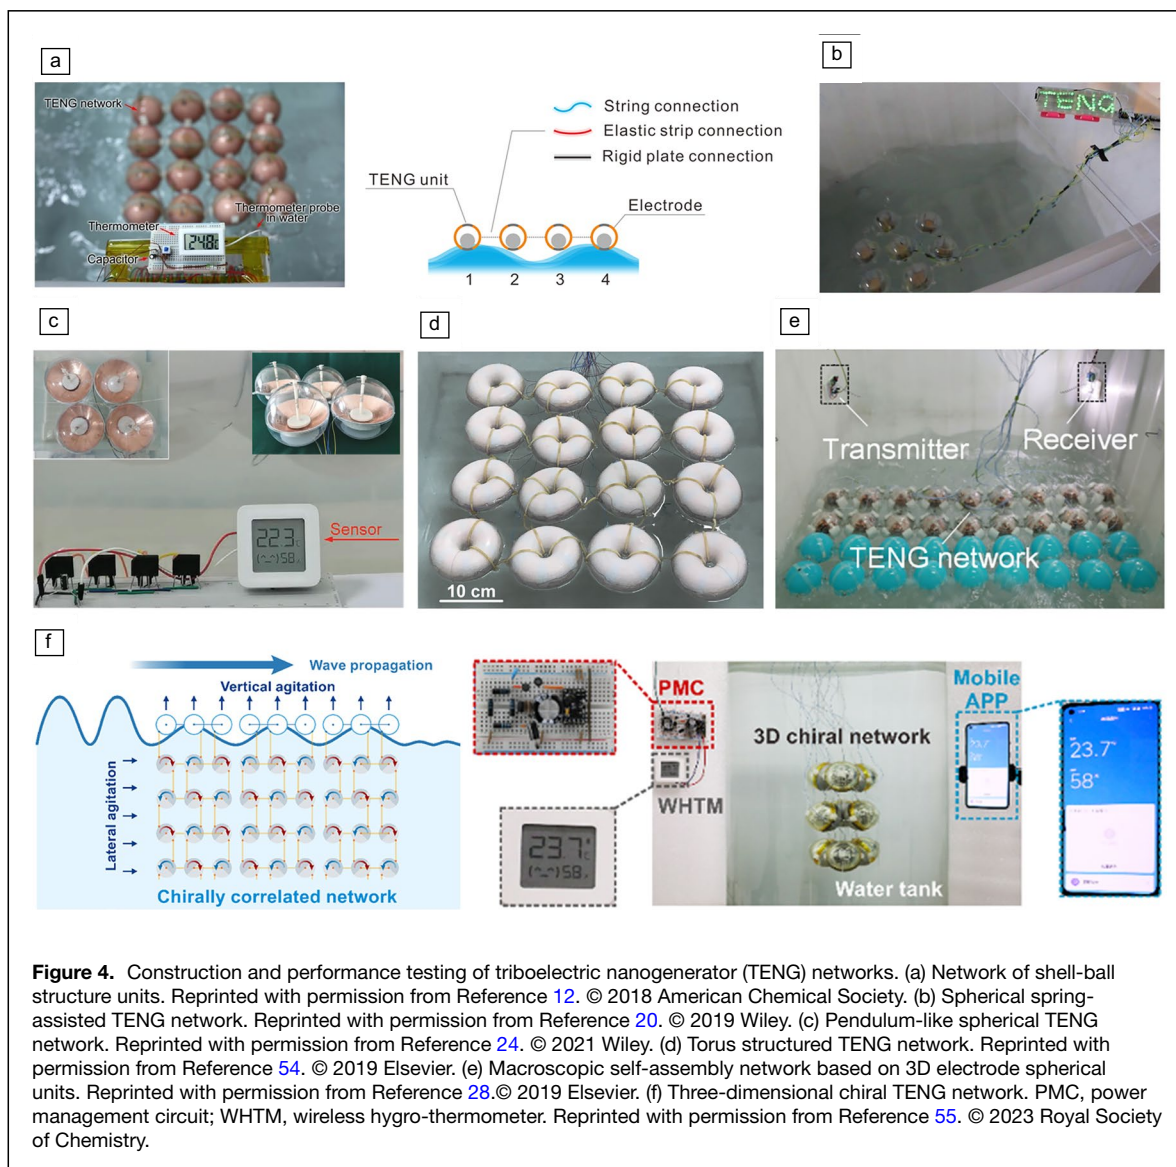 a
TENG network
Thermometer
Capacitor
Thermometer probe
in water
24.8
String connection
Elastic strip connection
Rigid plate connection
TENG unit
Electrode
1 2 3 4
b
TENG
c
22.3
(^_^) 58
Sensor
d
10 cm
e
Transmitter
Receiver
TENG network
f
Wave propagation
Vertical agitation
Lateral agitation
Chirally correlated network
PMC
WHTM
23.7
(^_^) 58
3D chiral network
Water tank
Mobile
APP
23.7°
58
Figure 4. Construction and performance testing of triboelectric nanogenerator (TENG) networks. (a) Network of shell-ball
structure units. Reprinted with permission from Reference 12. © 2018 American Chemical Society. (b) Spherical spring-
assisted TENG network. Reprinted with permission from Reference 20. © 2019 Wiley. (c) Pendulum-like spherical TENG
network. Reprinted with permission from Reference 24. © 2021 Wiley. (d) Torus structured TENG network. Reprinted with
permission from Reference 54. © 2019 Elsevier. (e) Macroscopic self-assembly network based on 3D electrode spherical
units. Reprinted with permission from Reference 28.© 2019 Elsevier. (f) Three-dimensional chiral TENG network. PMC, power
management circuit; WHTM, wireless hygro-thermometer. Reprinted with permission from Reference 55. © 2023 Royal Society
of Chemistry.